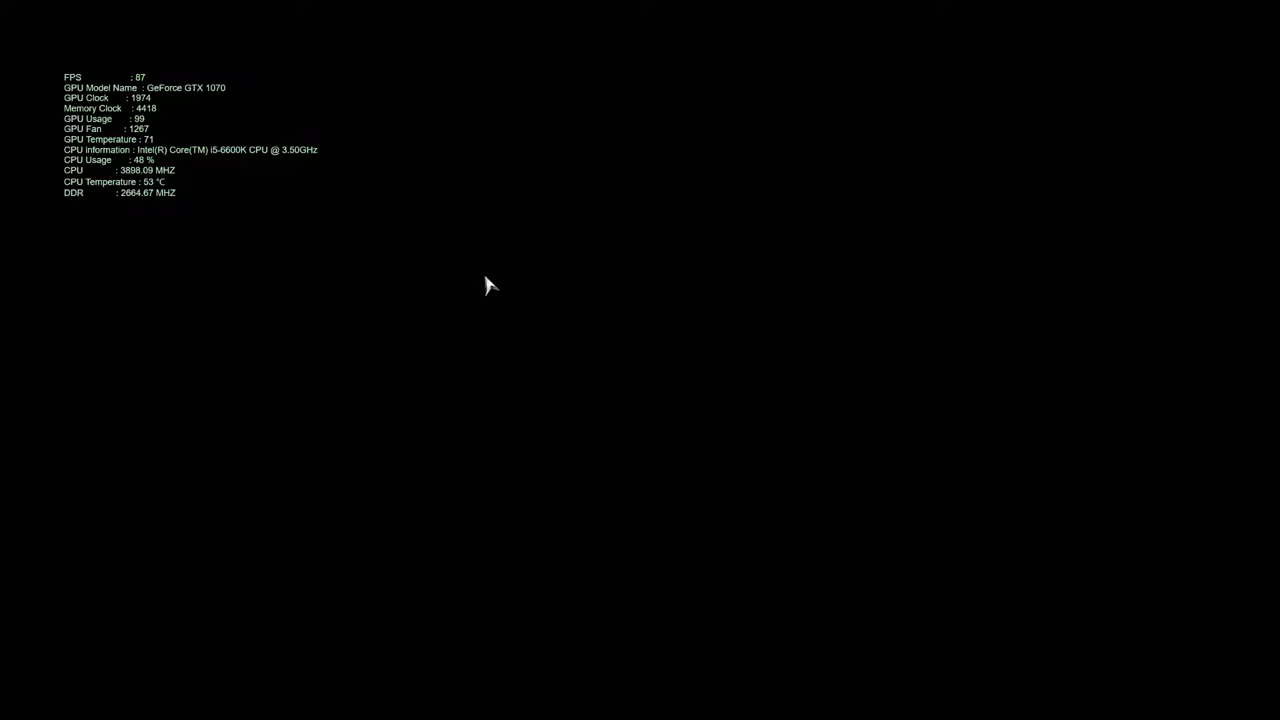 FPS : 87
GPU Model Name : GeForce GTX 1070
GPU Clock : 1974
Memory Clock : 4418
GPU Usage : 99
GPU Fan : 1267
GPU Temperature : 71
CPU information : Intel(R) Core(TM) i5-6600K CPU @ 3.50GHz
CPU Usage : 48 %
CPU : 3898.09 MHZ
CPU Temperature : 53 °C
DDR : 2664.67 MHZ